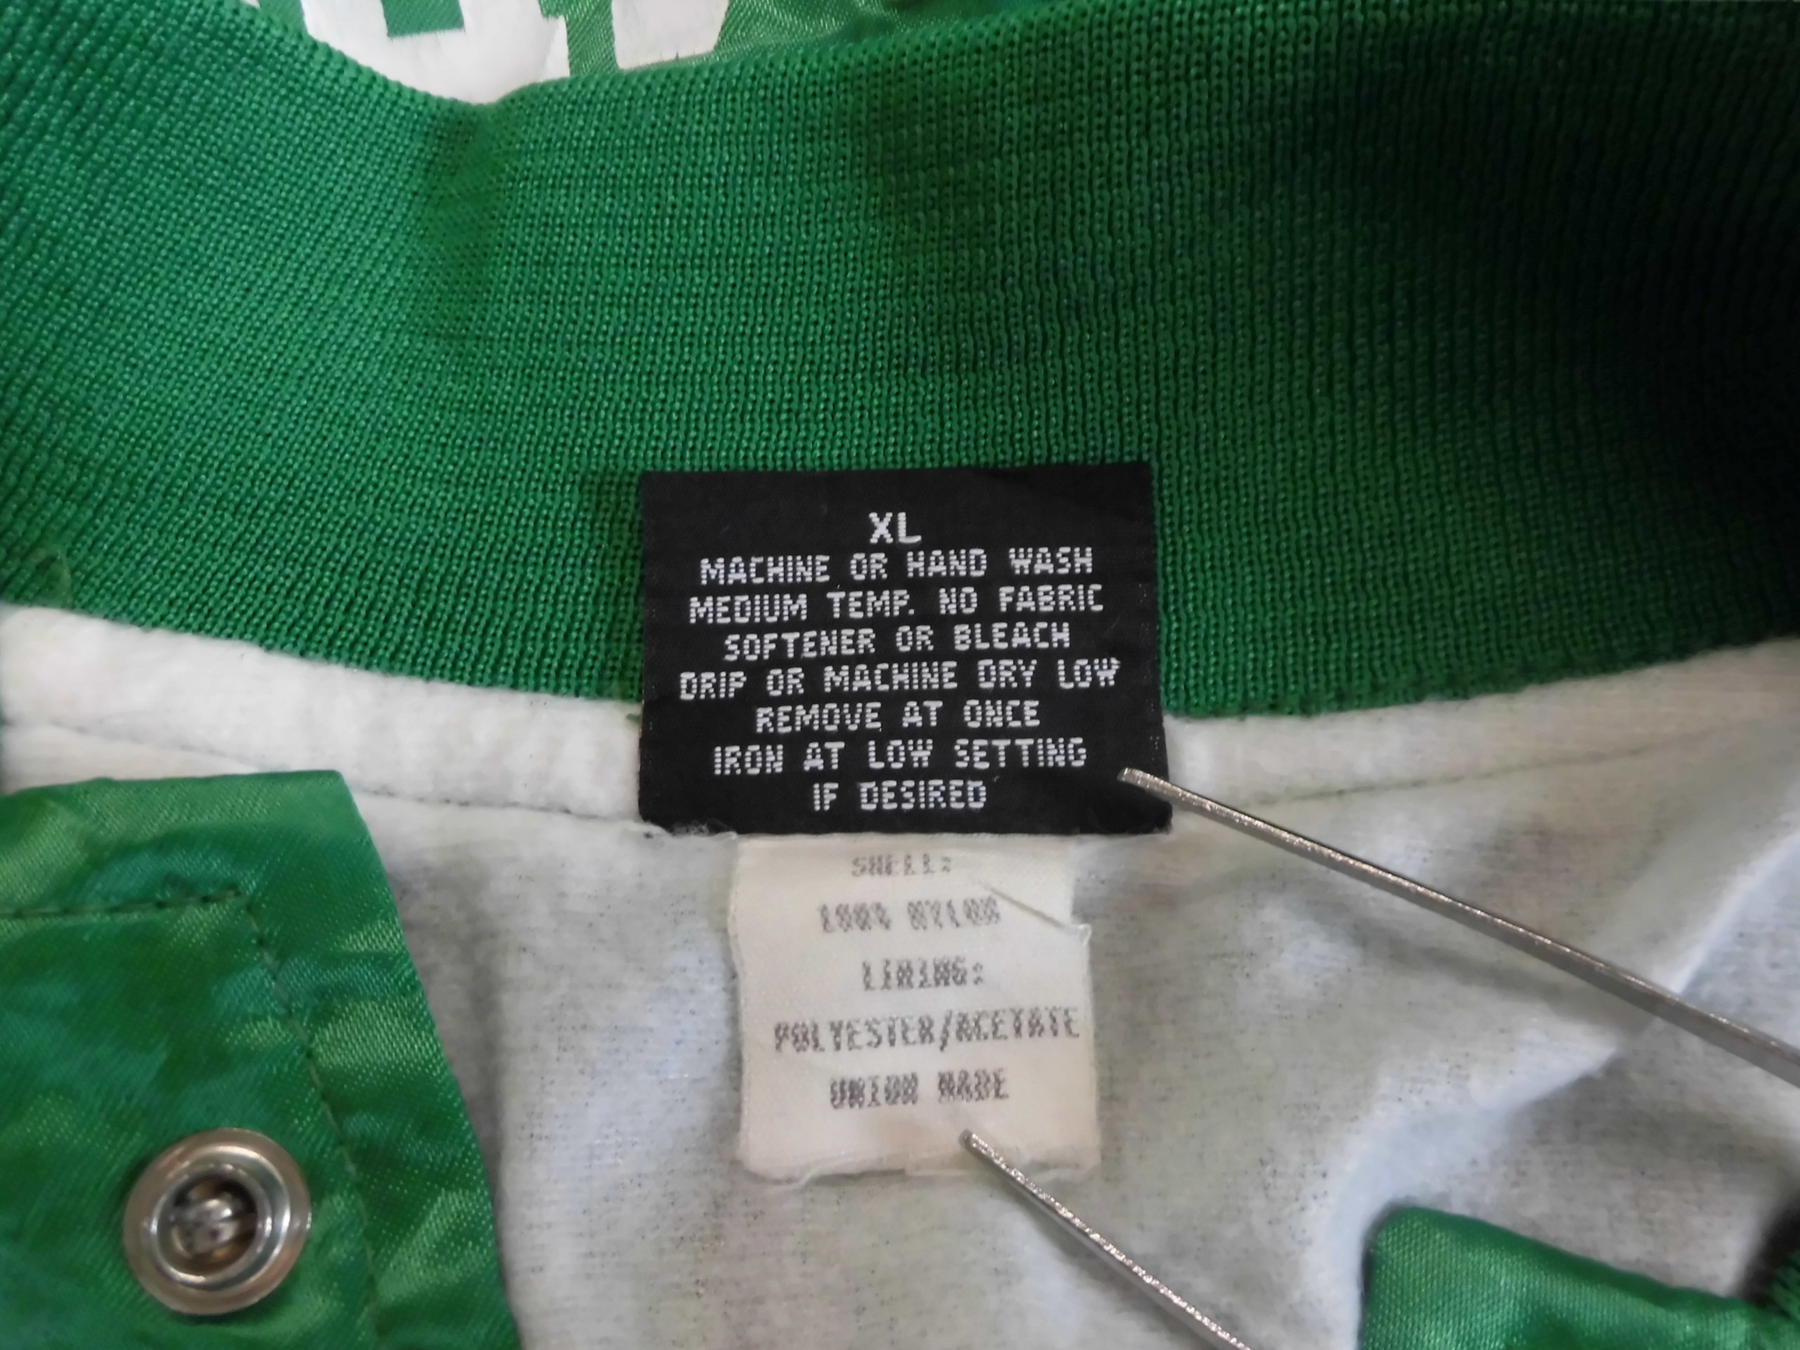 XL
MACHINE OR HAND WASH
MEDIUM TEMP. NO FABRIC
SOFTENER OR BLEACH
DRIP OR MACHINE DRY LOW
REMOVE AT ONCE
IRON AT LOW SETTING
IF DESIRED
SHELL:
100% NYLON
LINING:
POLYESTER/ACETATE
UNION MADE